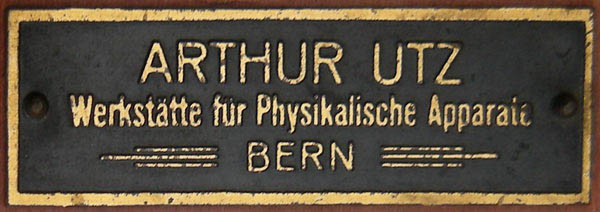 ARTHUR UTZ
Werkstätte für Physikalische Apparate
BERN